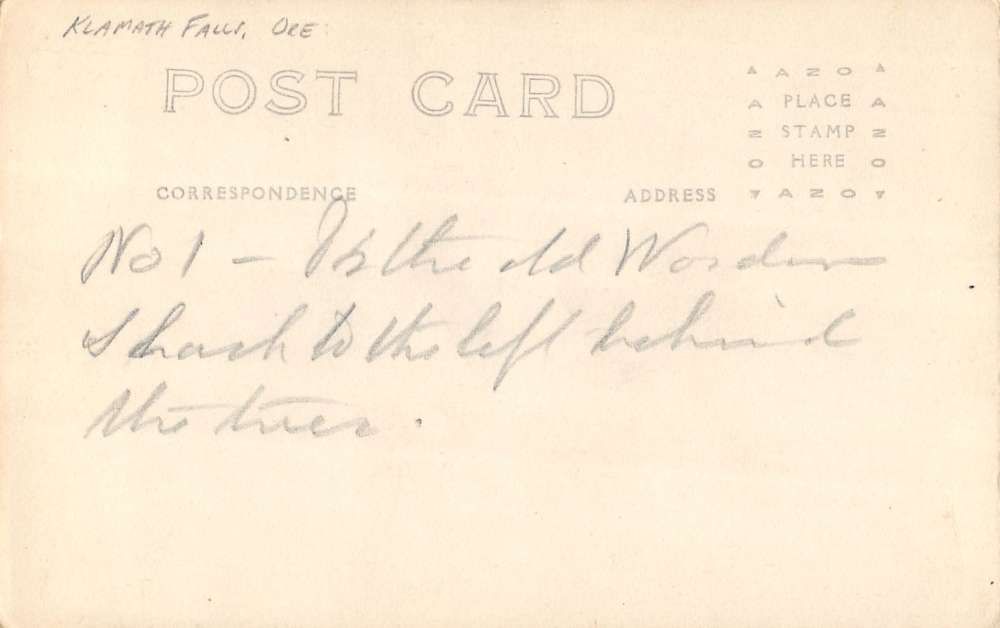 KLAMATH FALLS, ORE
POST CARD
AZO
A PLACE A
Z STAMP Z
O HERE O
AZO
CORRESPONDENCE ADDRESS
No 1 - Is the old Worden
Shack to the left behind
the trees.